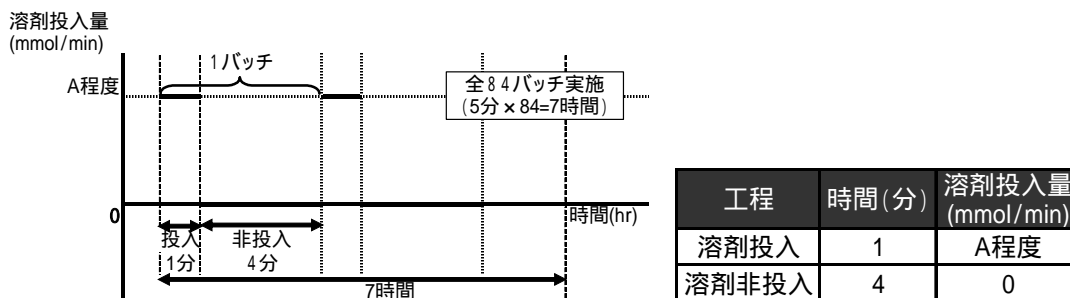 溶剤投入量
(mmol/min)
1バッチ
A程度
全84バッチ実施
(5分×84=7時間)
0
時間(hr)
投入
1分
非投入
4分
7時間
工程
時間(分)
溶剤投入量
(mmol/min)
溶剤投入
1
A程度
溶剤非投入
4
0